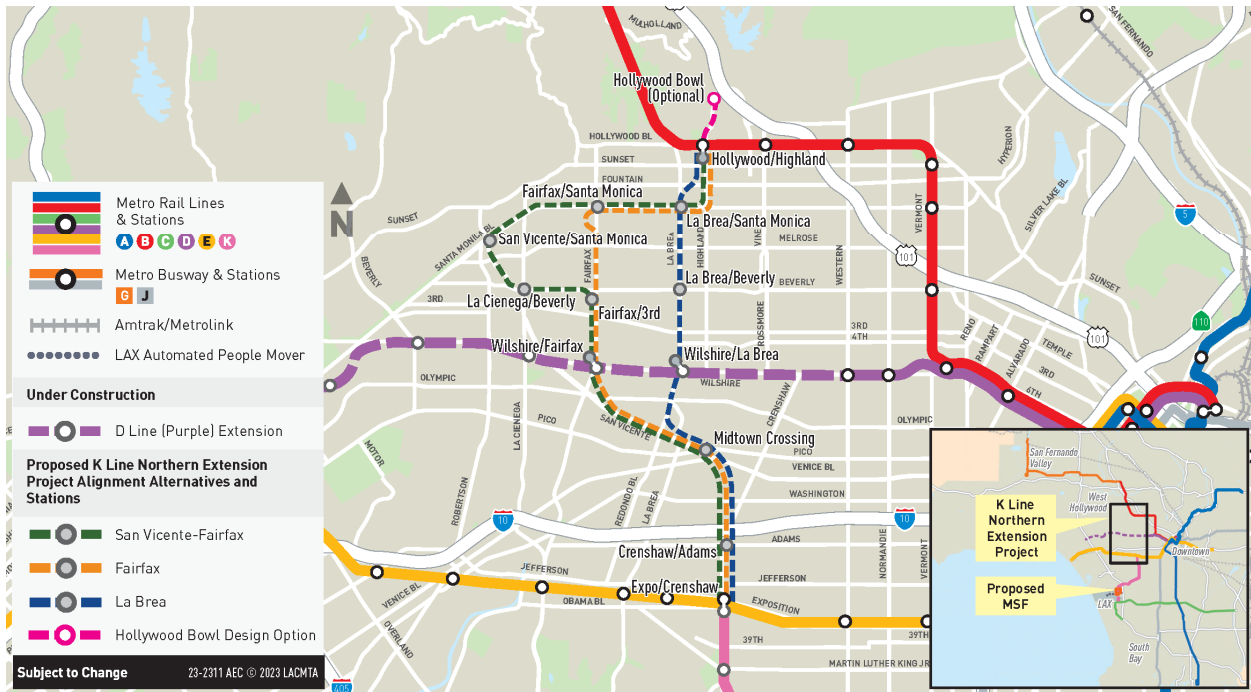 MULHOLLAND
SAN FERNANDO
Hollywood Bowl
(Optional)
HOLLYWOOD BL
Hollywood/Highland
SUNSET
FOUNTAIN
HYPERION
SILVER LAKE BL
VERMONT
5
Metro Rail Lines
& Stations
A B C D E K
Metro Busway & Stations
G J
Amtrak/Metrolink
LAX Automated People Mover
Under Construction
D Line (Purple) Extension
Proposed K Line Northern Extension
Project Alignment Alternatives and
Stations
San Vicente-Fairfax
Fairfax
La Brea
Hollywood Bowl Design Option
Subject to Change
23-2311 AEC © 2023 LACMTA
N
Fairfax/Santa Monica
SUNSET
La Brea/Santa Monica
SANTA MONICA BL
San Vicente/Santa Monica
LA BREA
HIGHLAND
VINE
MELROSE
WESTERN
101
BEVERLY
FAIRFAX
La Brea/Beverly
BEVERLY
SUNSET
3RD
La Cienega/Beverly
Fairfax/3rd
ROSSMORE
3RD
4TH
RENO
RAMPART
ALVARADO
TEMPLE
3RD
6TH
101
110
Wilshire/Fairfax
Wilshire/La Brea
OLYMPIC
WILSHIRE
CRENSHAW
LA CIENEGA
PICO
SAN VICENTE
OLYMPIC
Midtown Crossing
PICO
VENICE BL
MOTOR
ROBERTSON
REDONDO BL
LA BREA
WASHINGTON
10
10
ADAMS
Crenshaw/Adams
NORMANDIE
VERMONT
JEFFERSON
JEFFERSON
VENICE BL
OBAMA BL
Expo/Crenshaw
EXPOSITION
OVERLAND
39TH
39TH
MARTIN LUTHER KING JR
405
San Fernando
Valley
West
Hollywood
K Line
Northern
Extension
Project
Downtown
Proposed
MSF
LAX
South
Bay